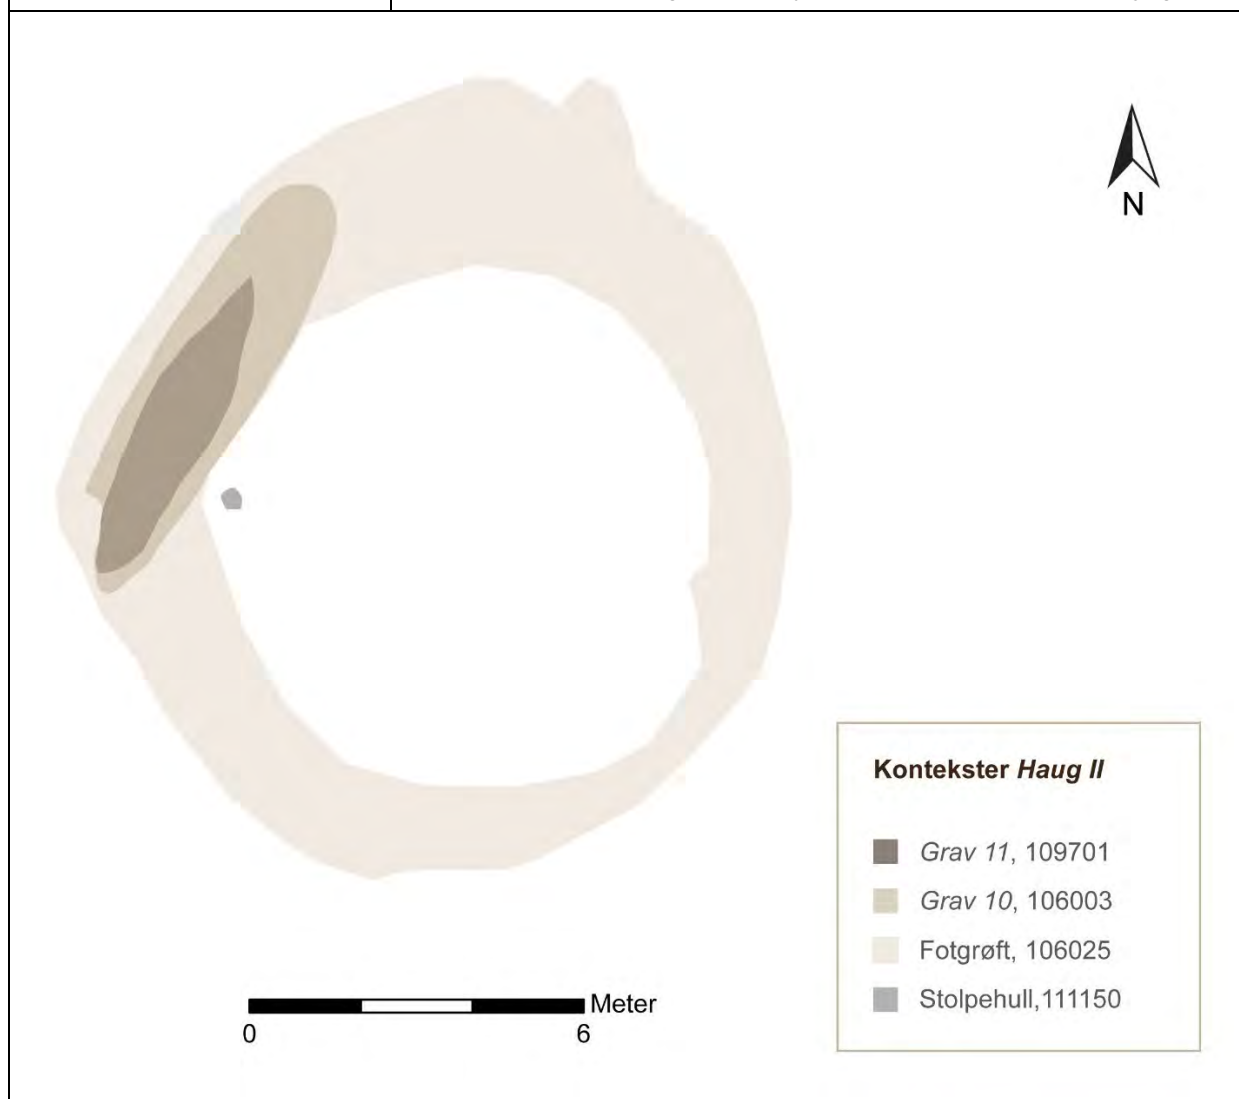 N
Kontekster Haug II
Grav 11, 109701
Grav 10, 106003
Fotgrøft, 106025
Stolpehull,111150
Meter
0 6